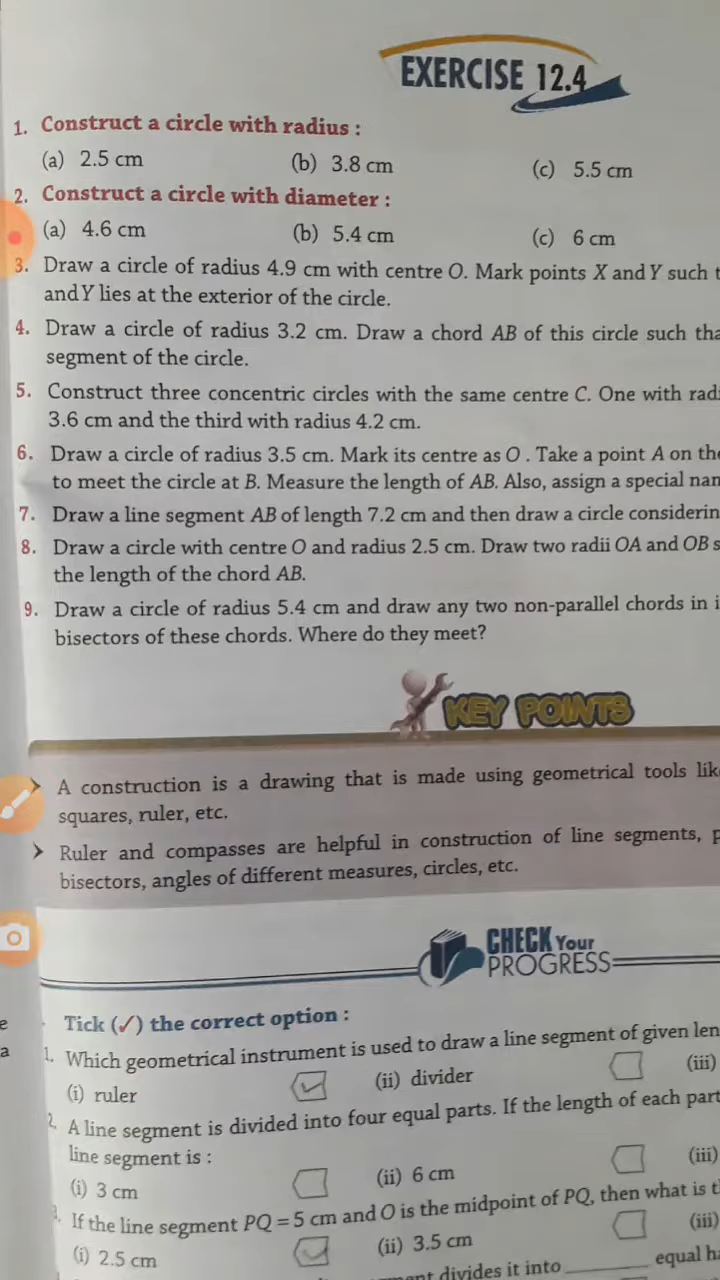 EXERCISE 12.4
1. Construct a circle with radius :
(a) 2.5 cm (b) 3.8 cm (c) 5.5 cm
2. Construct a circle with diameter :
(a) 4.6 cm (b) 5.4 cm (c) 6 cm
3. Draw a circle of radius 4.9 cm with centre O. Mark points X and Y such
and Y lies at the exterior of the circle.
4. Draw a circle of radius 3.2 cm. Draw a chord AB of this circle such
segment of the circle.
5. Construct three concentric circles with the same centre C. One with
3.6 cm and the third with radius 4.2 cm.
6. Draw a circle of radius 3.5 cm. Mark its centre as O . Take a point A on
to meet the circle at B. Measure the length of AB. Also, assign a special
7. Draw a line segment AB of length 7.2 cm and then draw a circle
8. Draw a circle with centre O and radius 2.5 cm. Draw two radii OA and OB
the length of the chord AB.
9. Draw a circle of radius 5.4 cm and draw any two non-parallel chords in
bisectors of these chords. Where do they meet?
KEY POINTS
A construction is a drawing that is made using geometrical tools
squares, ruler, etc.
Ruler and compasses are helpful in construction of line segments,
bisectors, angles of different measures, circles, etc.
CHECK Your
PROGRESS
Tick (✓) the correct option :
1. Which geometrical instrument is used to draw a line segment of given
(i) ruler (ii) divider (iii)
2. A line segment is divided into four equal parts. If the length of each part
line segment is :
(i) 3 cm (ii) 6 cm (iii)
3. If the line segment PQ = 5 cm and O is the midpoint of PQ, then what is
(i) 2.5 cm (ii) 3.5 cm (iii)
divides it into ______ equal